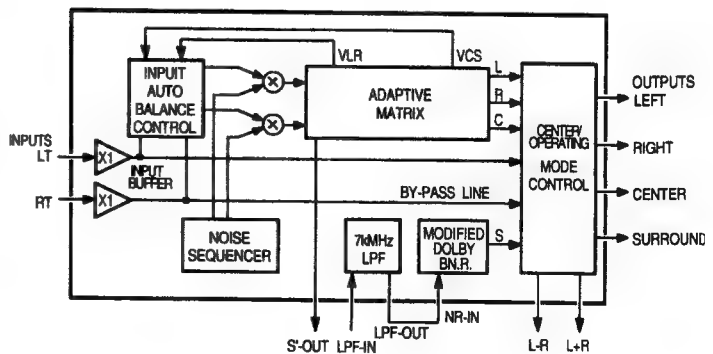 VLR
VCS
INPUIT
AUTO
BALANCE
CONTROL
X
X
ADAPTIVE
MATRIX
L
R
C
CENTER/
OPERATING
MODE
CONTROL
OUTPUTS
LEFT
RIGHT
CENTER
SURROUND
INPUTS
LT
X1
INPUT
BUFFER
RT
X1
BY-PASS LINE
NOISE
SEQUENCER
7kMHz
LPF
MODIFIED
DOLBY
BN.R.
S
S'-OUT
LPF-IN
LPF-OUT
NR-IN
L-R
L+R